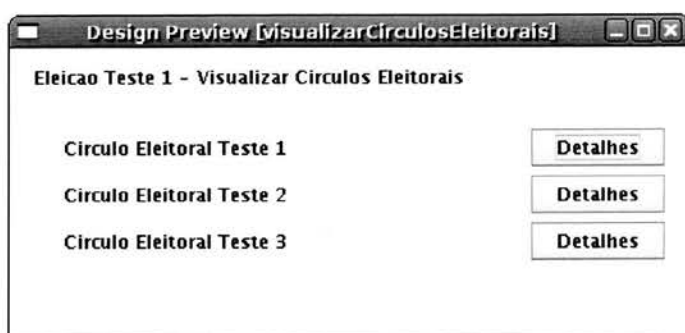 Design Preview [visualizarCirculosEleitorais]
Eleicao Teste 1 - Visualizar Circulos Eleitorais
Circulo Eleitoral Teste 1 Detalhes
Circulo Eleitoral Teste 2 Detalhes
Circulo Eleitoral Teste 3 Detalhes